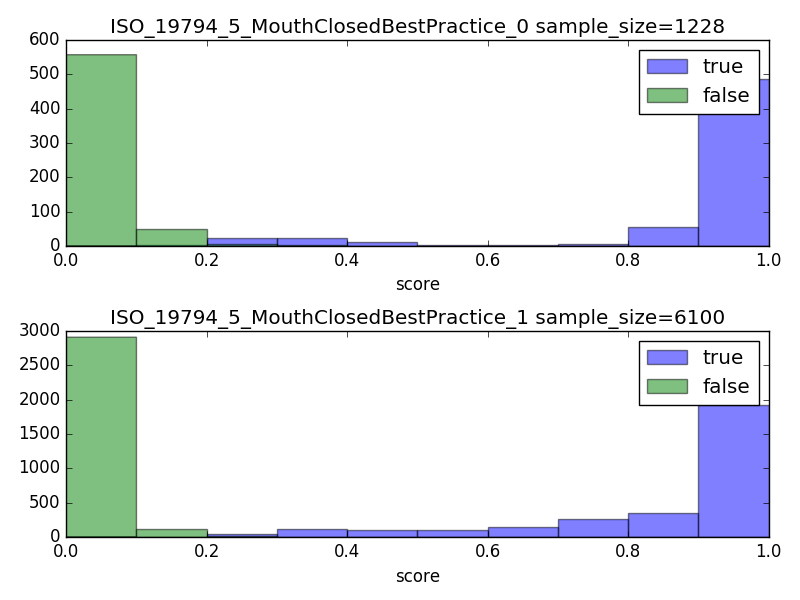 ISO_19794_5_MouthClosedBestPractice_0 sample_size=1228
600
500
400
300
200
100
0
true
false
0.0 0.2 0.4 0.6 0.8 1.0
score
ISO_19794_5_MouthClosedBestPractice_1 sample_size=6100
3000
2500
2000
1500
1000
500
0
true
false
0.0 0.2 0.4 0.6 0.8 1.0
score